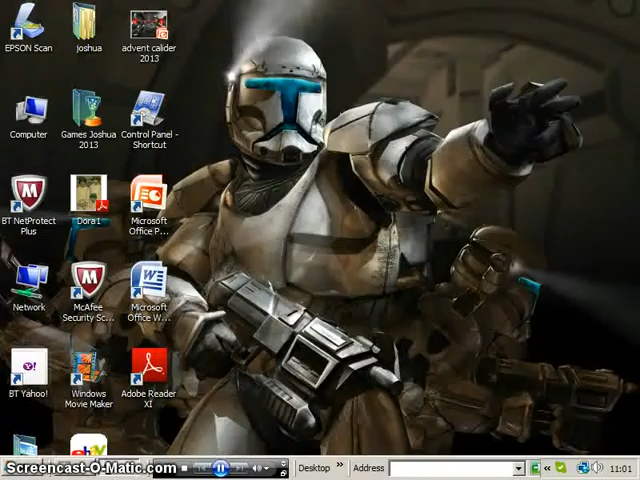 EPSON Scan
joshua
advent calider
2013
Computer
Games Joshua
2013
Control Panel -
Shortcut
BT NetProtect
Plus
Dora1
Microsoft
Office P...
Network
McAfee
Security Sc...
Microsoft
Office W...
Y!
BT Yahoo!
Windows
Movie Maker
Adobe Reader
XI
ebay
Screencast-O-Matic.com
Desktop
»
Address
«
11:01